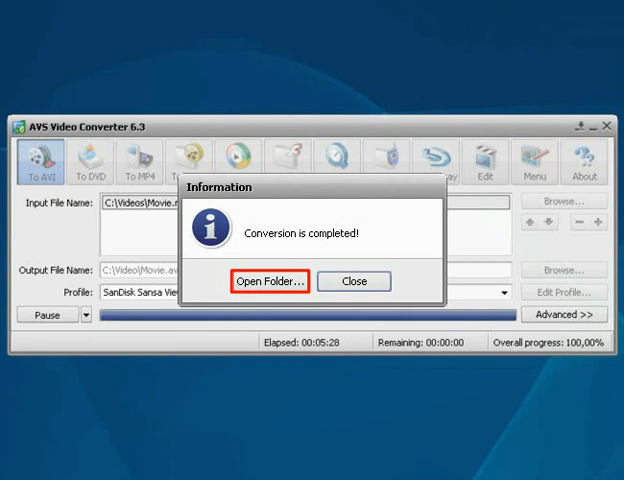 AVS Video Converter 6.3
To AVI
To DVD
To MP4
Edit
Menu
About
Information
Input File Name:
C:\Videos\Movie.
Browse...
Conversion is completed!
Output File Name:
C:\Video\Movie.av
Browse...
Open Folder...
Close
Profile:
SanDisk Sansa Vie
Edit Profile...
Pause
Advanced >>
Elapsed: 00:05:28
Remaining: 00:00:00
Overall progress: 100,00%